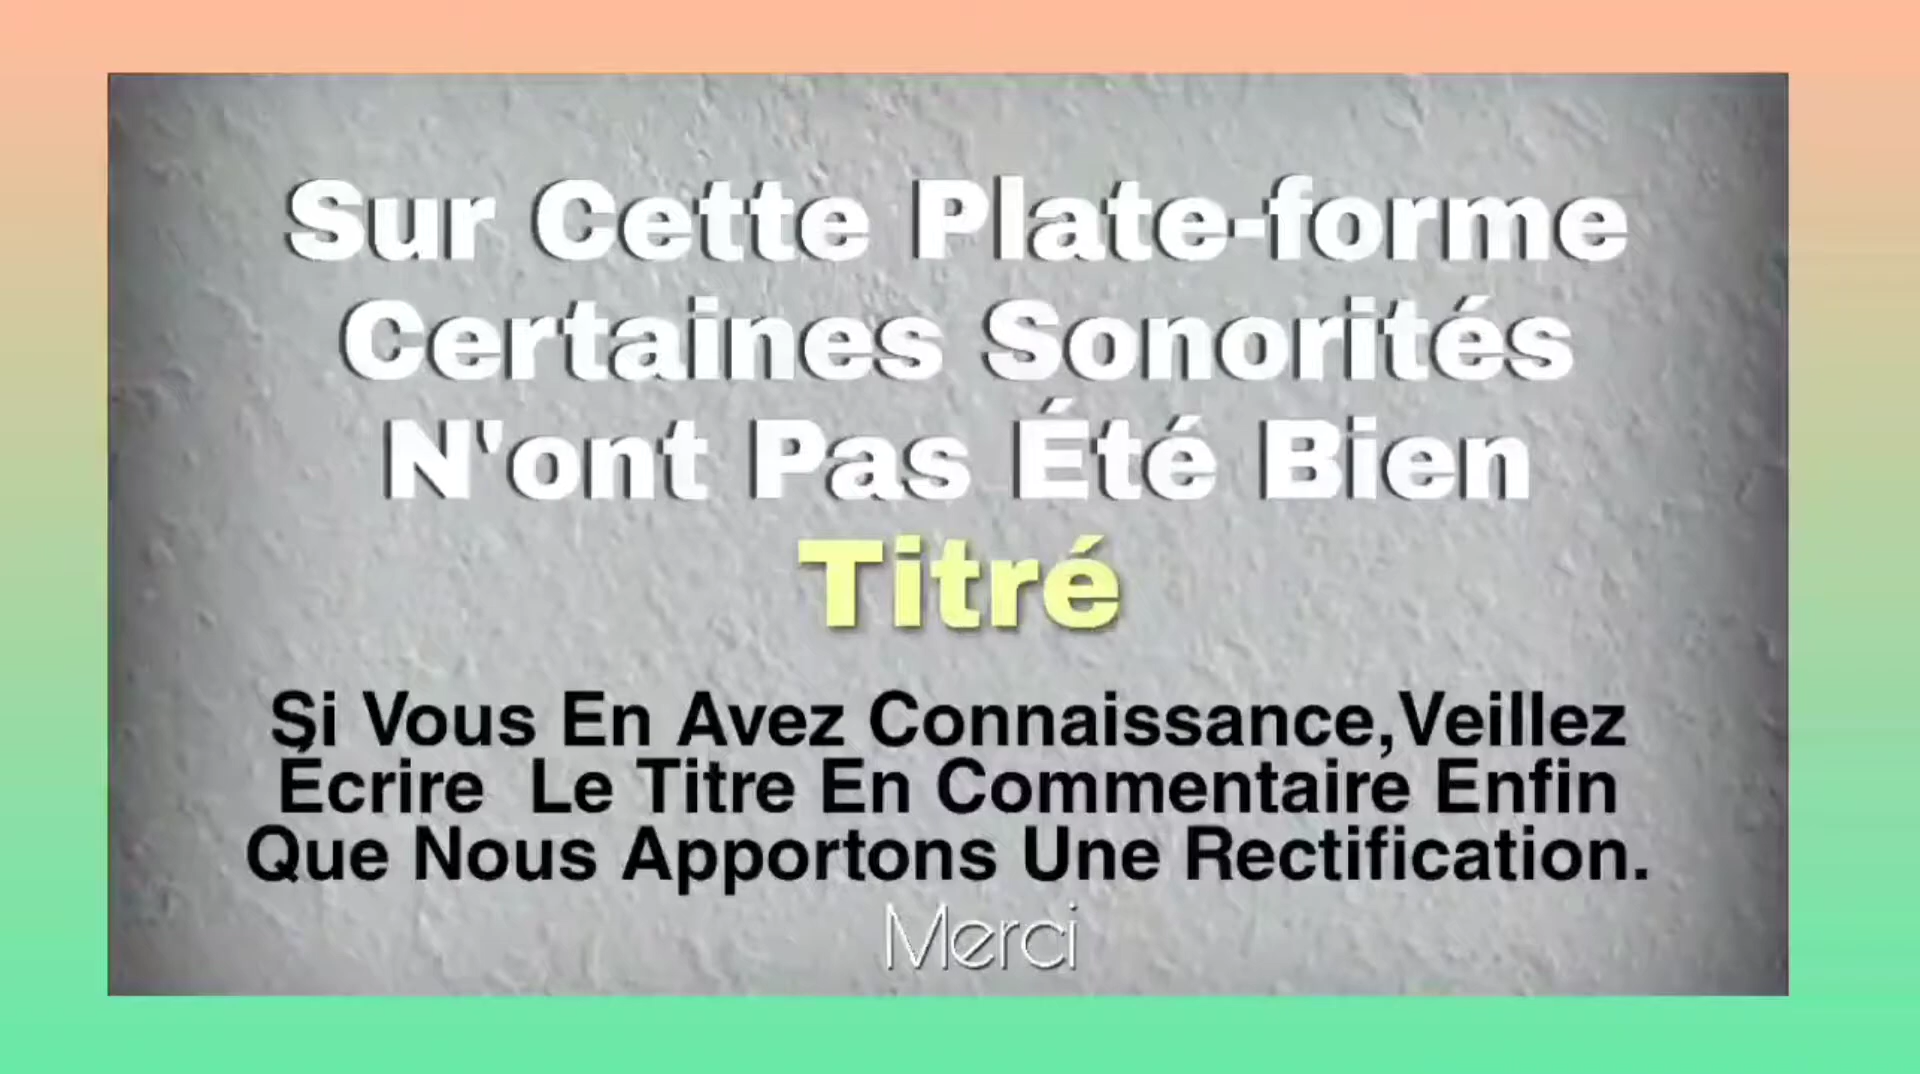 Sur Cette Plate-forme
Certaines Sonorités
N'ont Pas Été Bien
Titré
Si Vous En Avez Connaissance,Veillez
Écrire Le Titre En Commentaire Enfin
Que Nous Apportons Une Rectification.
Merci